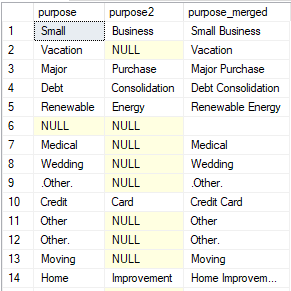 purpose purpose2 purpose_merged
1 Small Business Small Business
2 Vacation NULL Vacation
3 Major Purchase Major Purchase
4 Debt Consolidation Debt Consolidation
5 Renewable Energy Renewable Energy
6 NULL NULL
7 Medical NULL Medical
8 Wedding NULL Wedding
9 .Other. NULL .Other.
10 Credit Card Credit Card
11 Other NULL Other
12 Other. NULL Other.
13 Moving NULL Moving
14 Home Improvement Home Improvem...